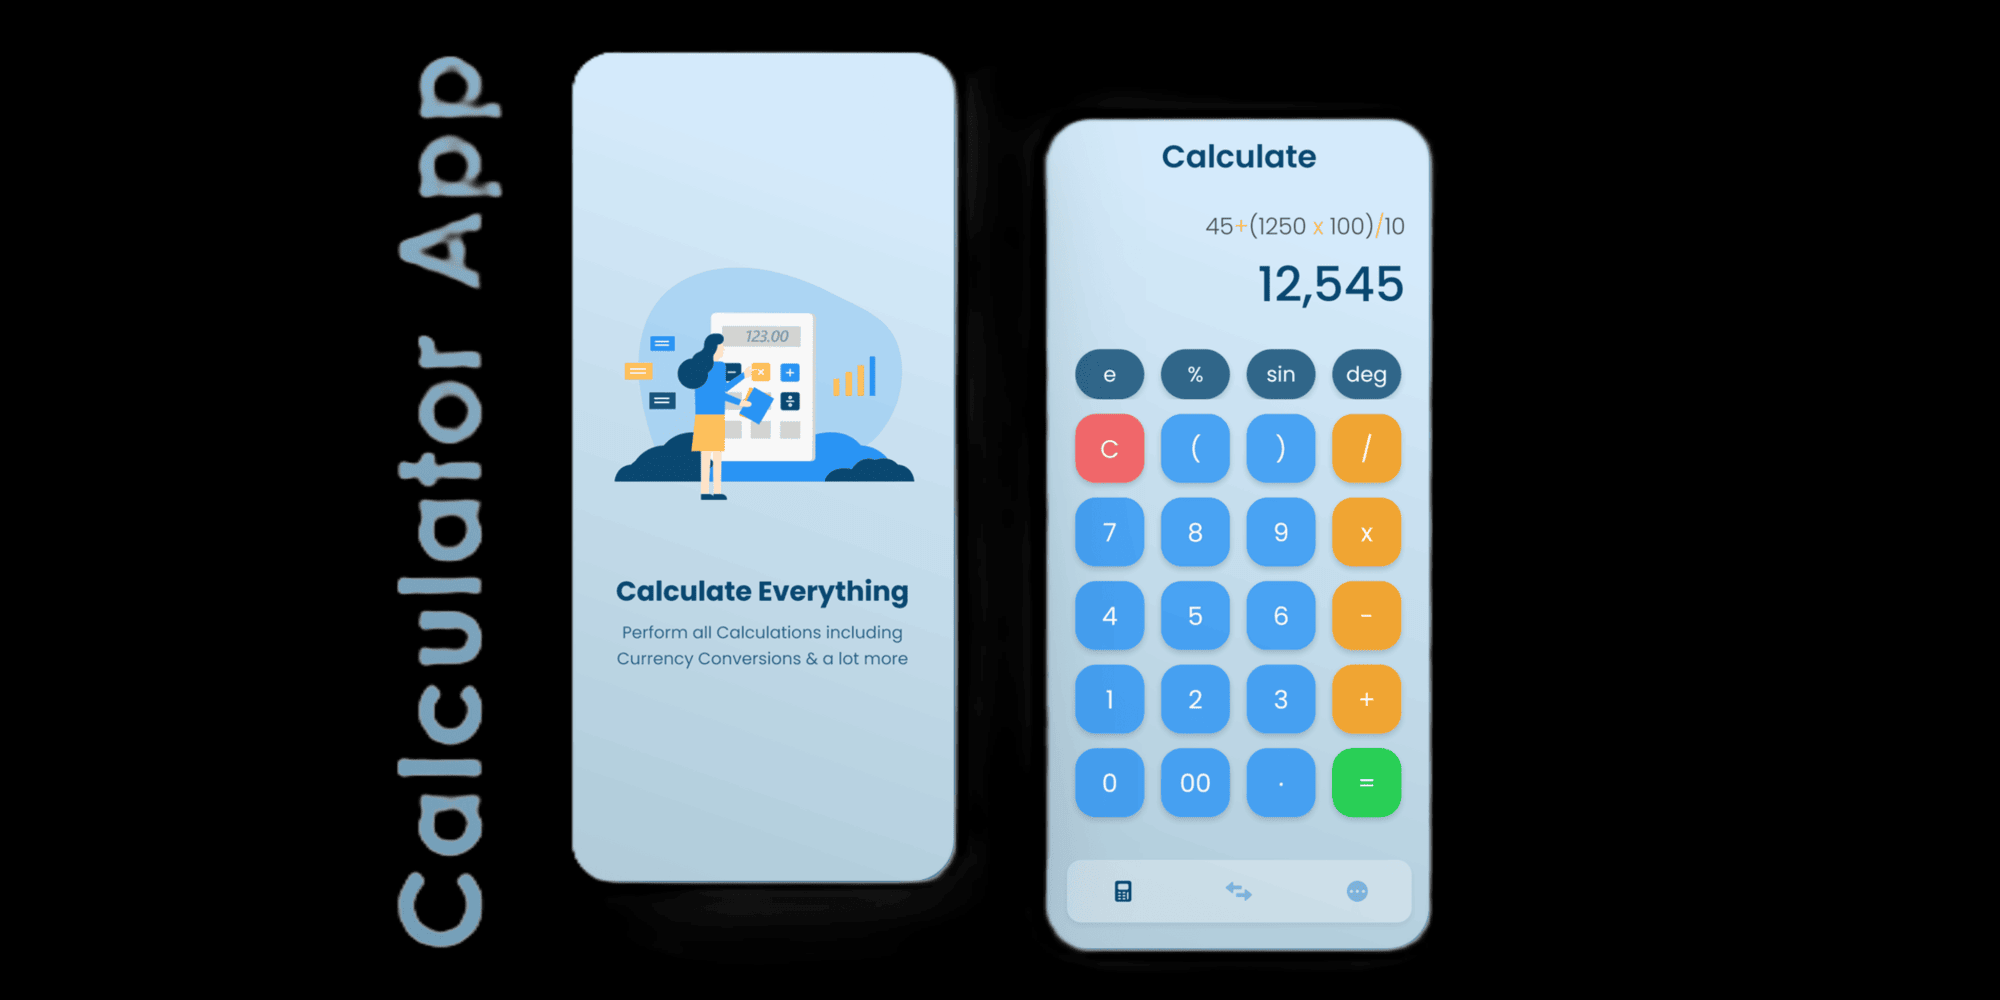 Calculator App
123.00
- × +
÷
Calculate Everything
Perform all Calculations including
Currency Conversions & a lot more
Calculate
45+(1250 x 100)/10
12,545
e % sin deg
C ( ) /
7 8 9 x
4 5 6 -
1 2 3 +
0 00 . =